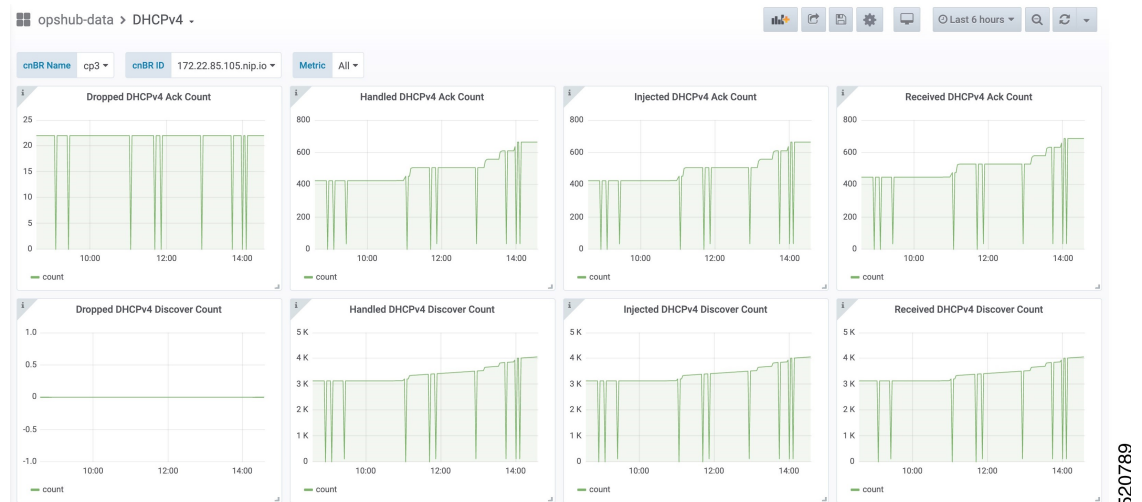 opshub-data > DHCPv4
Last 6 hours
cnBR Name cp3 cnBR ID 172.22.85.105.nip.io Metric All
Dropped DHCPv4 Ack Count
25
20
15
10
5
0
10:00 12:00 14:00
count
Handled DHCPv4 Ack Count
800
600
400
200
0
10:00 12:00 14:00
count
Injected DHCPv4 Ack Count
800
600
400
200
0
10:00 12:00 14:00
count
Received DHCPv4 Ack Count
800
600
400
200
0
10:00 12:00 14:00
count
Dropped DHCPv4 Discover Count
1.0
0.5
0
-0.5
-1.0
10:00 12:00 14:00
count
Handled DHCPv4 Discover Count
5 K
4 K
3 K
2 K
1 K
0
10:00 12:00 14:00
count
Injected DHCPv4 Discover Count
5 K
4 K
3 K
2 K
1 K
0
10:00 12:00 14:00
count
Received DHCPv4 Discover Count
5 K
4 K
3 K
2 K
1 K
0
10:00 12:00 14:00
count
520789